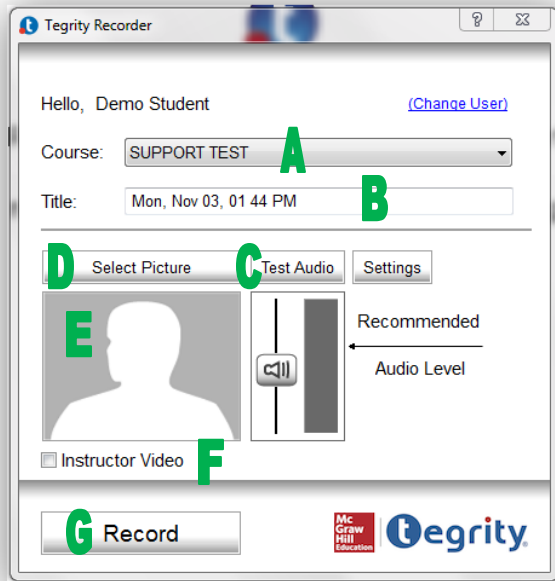 Tegrity Recorder
Hello, Demo Student (Change User)
Course: SUPPORT TEST A
Title: Mon, Nov 03, 01 44 PM B
D Select Picture C Test Audio Settings
E
Recommended
Audio Level
Instructor Video F
G Record
Mc
Graw
Hill
Education
tegrity